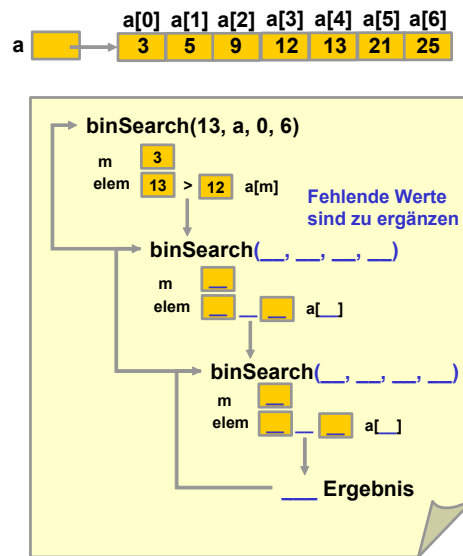 a[0] a[1] a[2] a[3] a[4] a[5] a[6]
a 3 5 9 12 13 21 25
binSearch(13, a, 0, 6)
m 3
elem 13 > 12 a[m]
Fehlende Werte
sind zu ergänzen
binSearch(__, __, __, __)
m __
elem __ __ __ a[__]
binSearch(__, __, __, __)
m __
elem __ __ __ a[__]
___ Ergebnis